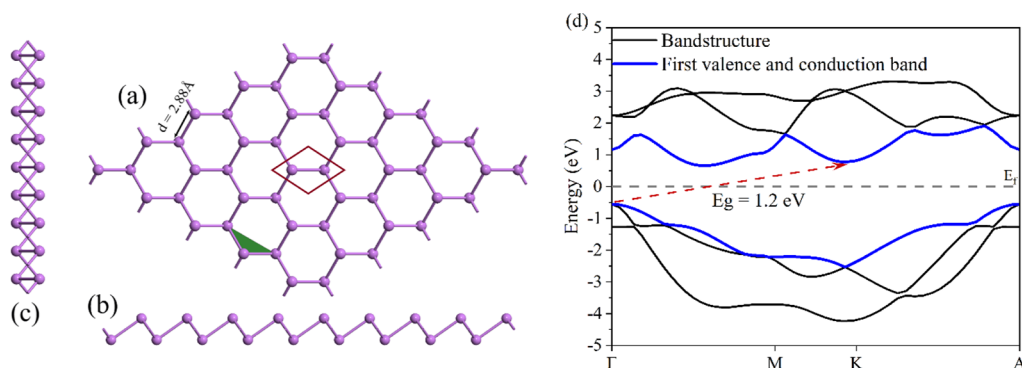 (a)
d = 2.88Å
(b)
(c)
(d)
Bandstructure
First valence and conduction band
Energy (eV)
5
4
3
2
1
0
-1
-2
-3
-4
-5
E_f
Eg = 1.2 eV
Γ
M
K
A